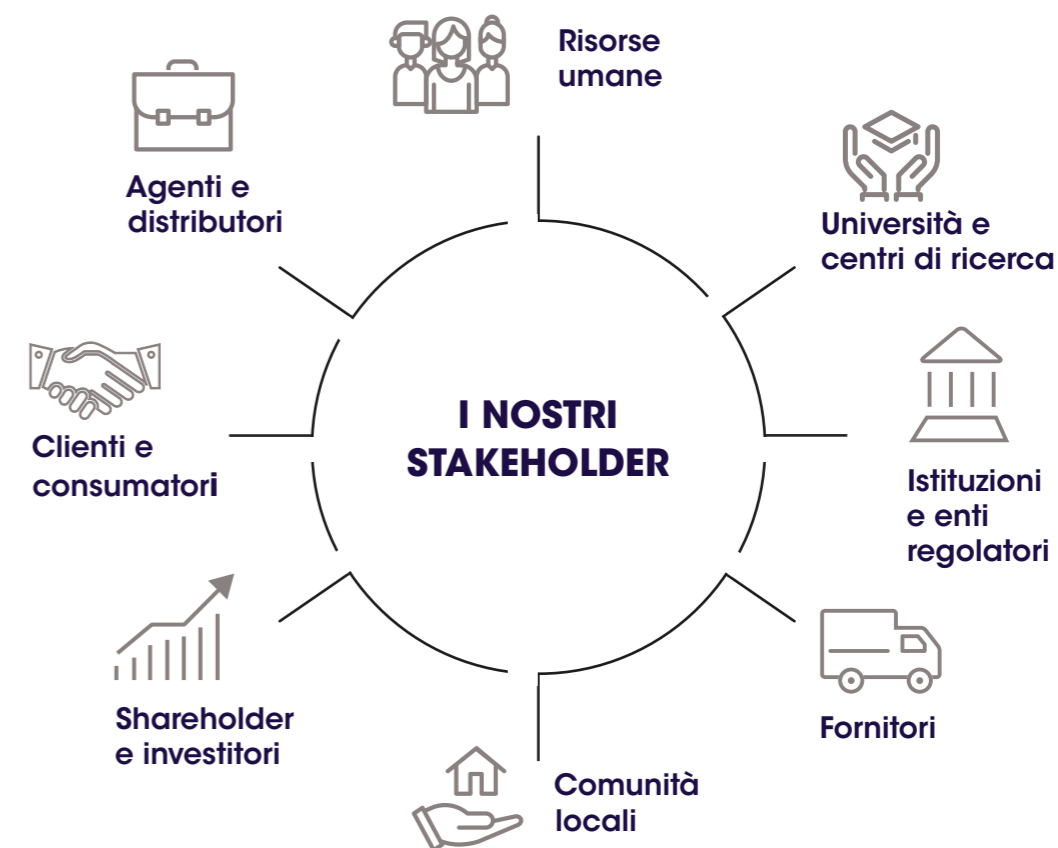 Risorse
umane
Agenti e
distributori
Università e
centri di ricerca
Clienti e
consumatori
I NOSTRI
STAKEHOLDER
Istituzioni
e enti
regolatori
Shareholder
e investitori
Fornitori
Comunità
locali